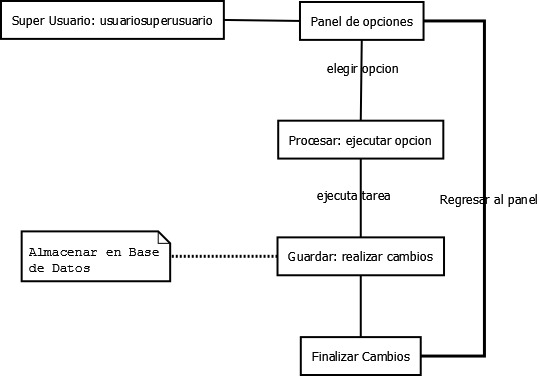 Super Usuario: usuariosuperusuario
Panel de opciones
elegir opcion
Procesar: ejecutar opcion
ejecuta tarea
Regresar al panel
Almacenar en Base
de Datos
Guardar: realizar cambios
Finalizar Cambios